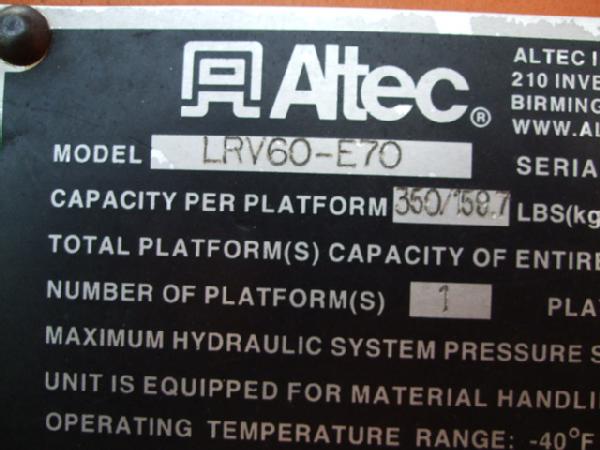 Altec®
ALTEC I
210 INVE
BIRMING
WWW.AL
MODEL LRV60-E70 SERIA
CAPACITY PER PLATFORM 350/158.7 LBS(kg
TOTAL PLATFORM(S) CAPACITY OF ENTIRE
NUMBER OF PLATFORM(S) 1 PLA
MAXIMUM HYDRAULIC SYSTEM PRESSURE S
UNIT IS EQUIPPED FOR MATERIAL HANDLI
OPERATING TEMPERATURE RANGE: -40°F